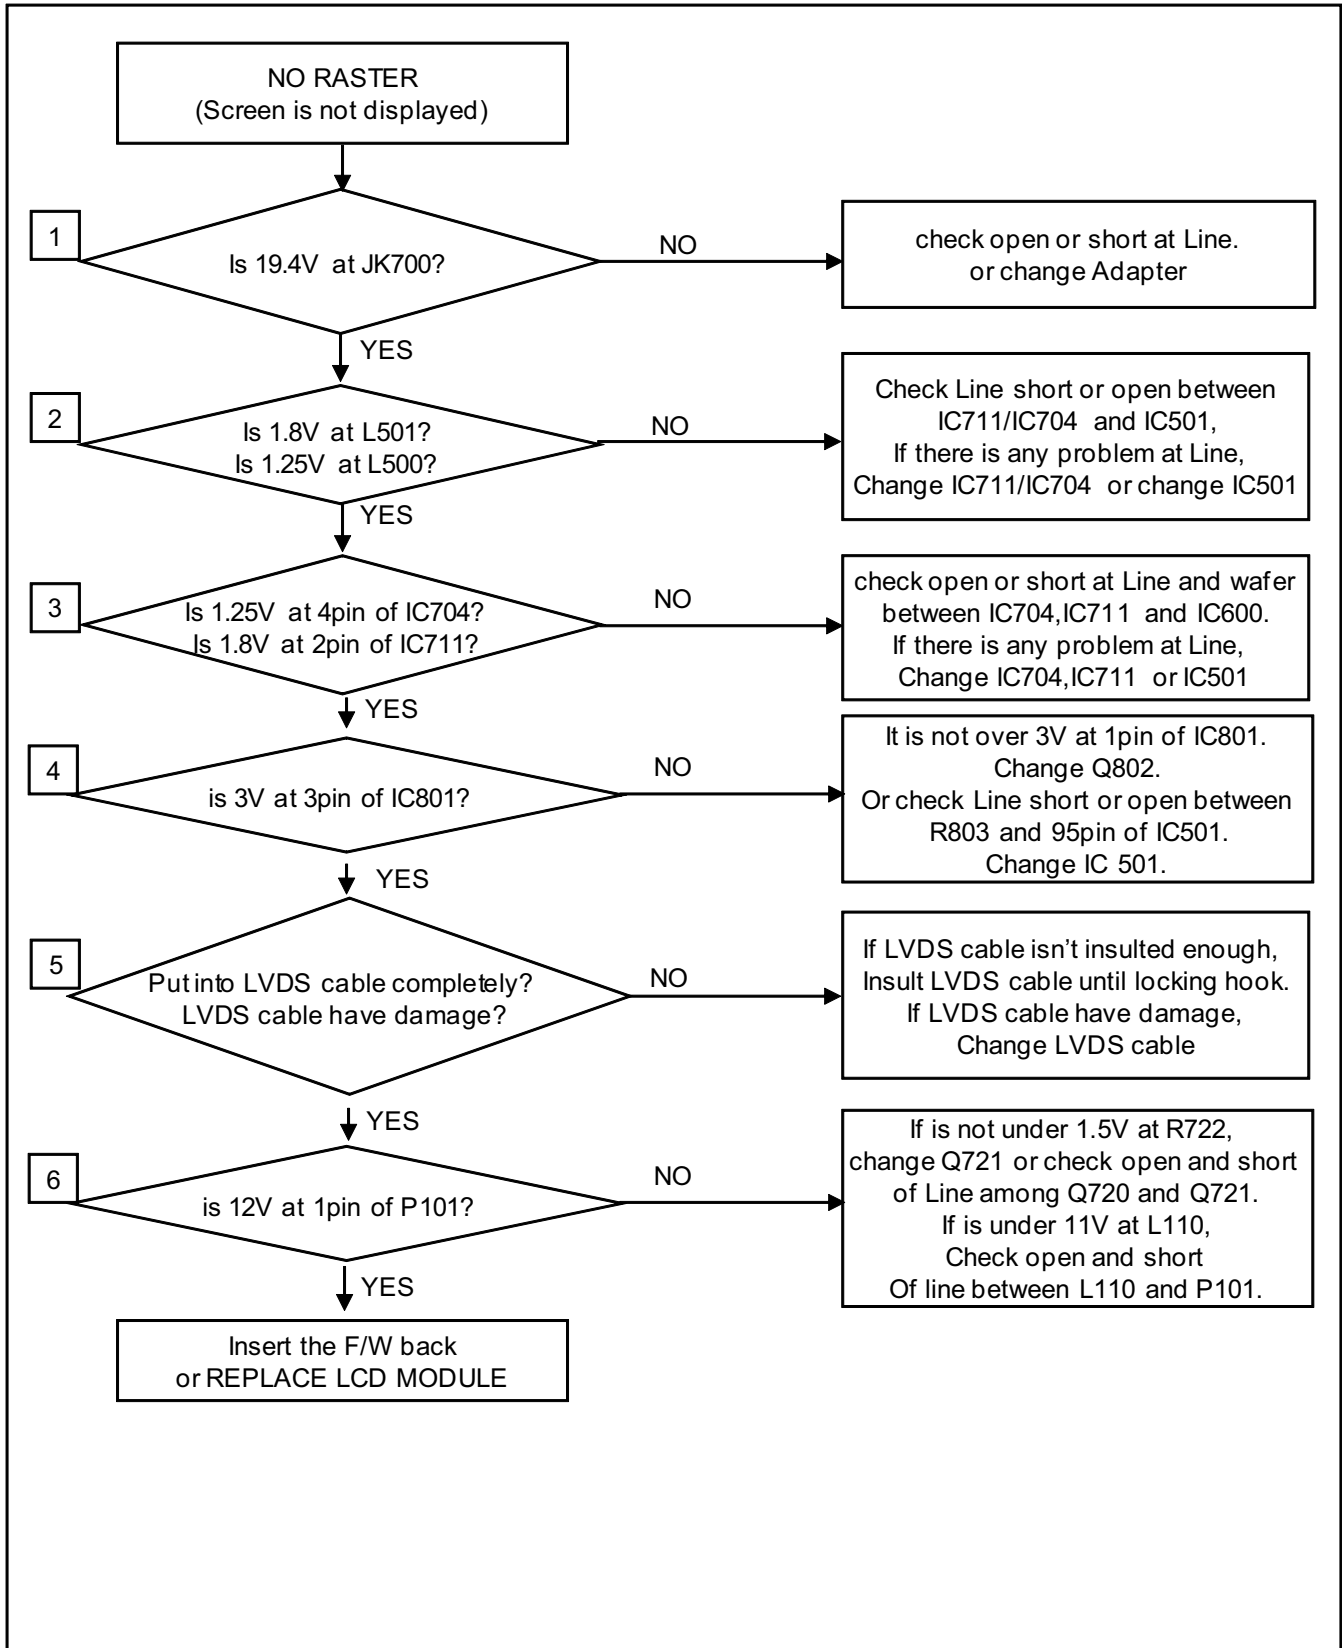 NO RASTER
(Screen is not displayed)
1
Is 19.4V at JK700?
NO
check open or short at Line.
or change Adapter
YES
2
Is 1.8V at L501?
Is 1.25V at L500?
NO
Check Line short or open between
IC711/IC704 and IC501,
If there is any problem at Line,
Change IC711/IC704 or change IC501
YES
3
Is 1.25V at 4pin of IC704?
Is 1.8V at 2pin of IC711?
NO
check open or short at Line and wafer
between IC704,IC711 and IC600.
If there is any problem at Line,
Change IC704,IC711 or IC501
YES
4
is 3V at 3pin of IC801?
NO
It is not over 3V at 1pin of IC801.
Change Q802.
Or check Line short or open between
R803 and 95pin of IC501.
Change IC 501.
YES
5
Put into LVDS cable completely?
LVDS cable have damage?
NO
If LVDS cable isn't insulted enough,
Insult LVDS cable until locking hook.
If LVDS cable have damage,
Change LVDS cable
YES
6
is 12V at 1pin of P101?
NO
If is not under 1.5V at R722,
change Q721 or check open and short
of Line among Q720 and Q721.
If is under 11V at L110,
Check open and short
Of line between L110 and P101.
YES
Insert the F/W back
or REPLACE LCD MODULE